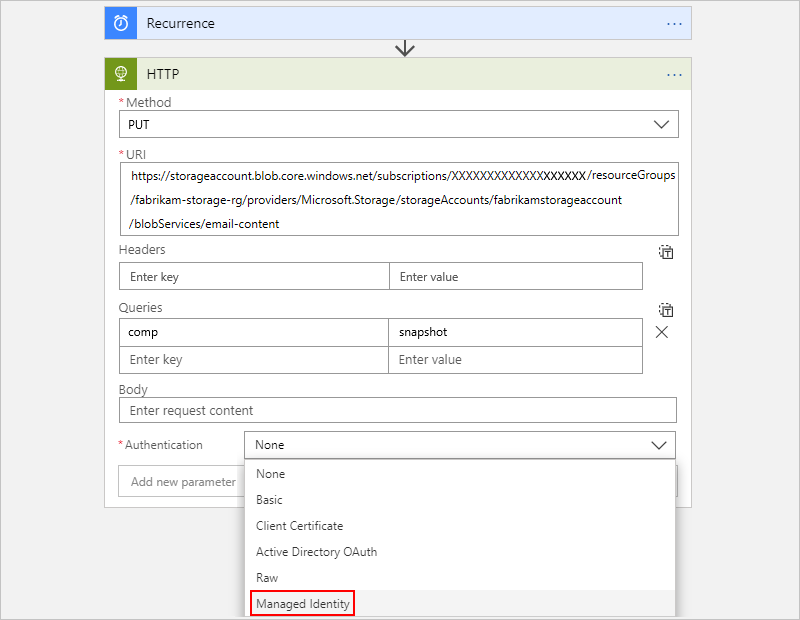 Recurrence ...
HTTP ...
* Method
PUT
* URI
https://storageaccount.blob.core.windows.net/subscriptions/XXXXXXXXXXXXXXXXXXX/resourceGroups
/fabrikam-storage-rg/providers/Microsoft.Storage/storageAccounts/fabrikamstorageaccount
/blobServices/email-content
Headers
Enter key Enter value
Queries
comp snapshot
Enter key Enter value
Body
Enter request content
* Authentication None
None
Add new parameter
Basic
Client Certificate
Active Directory OAuth
Raw
Managed Identity